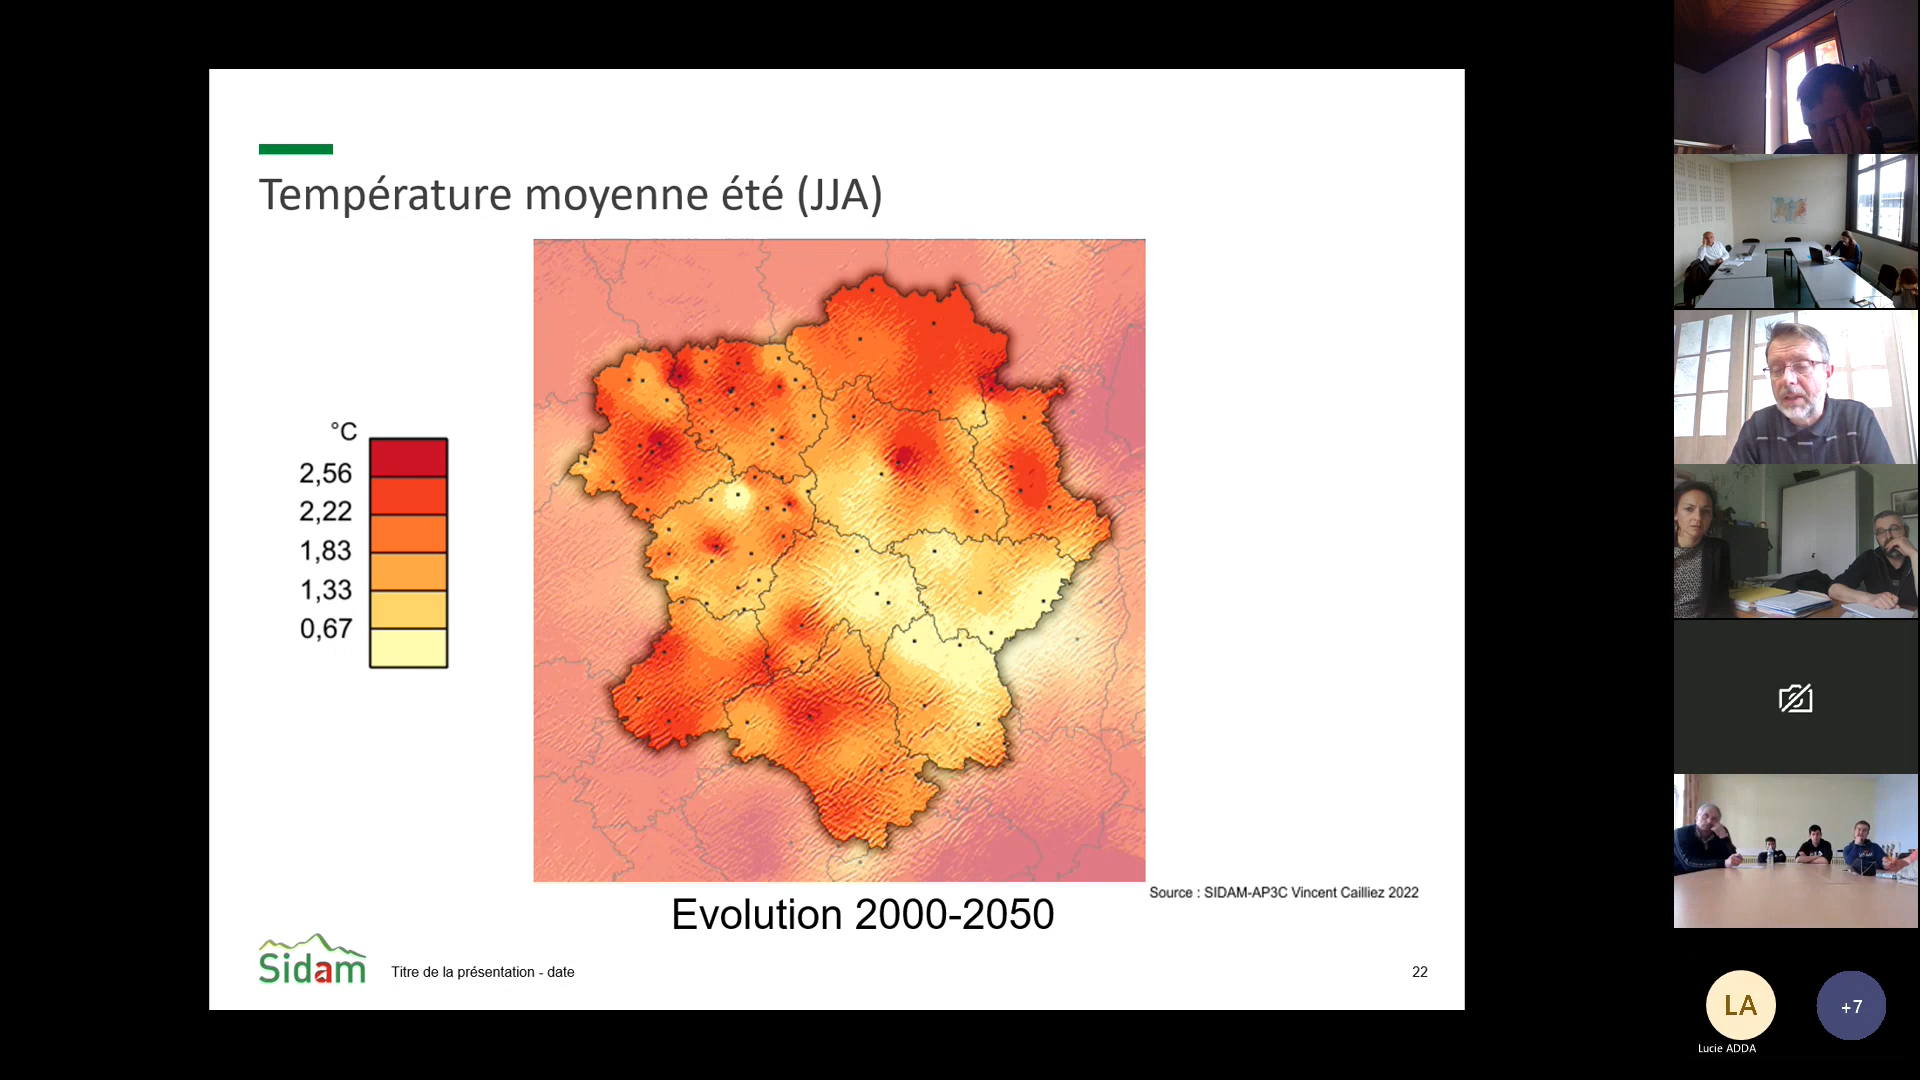 Température moyenne été (JJA)
°C
2,56
2,22
1,83
1,33
0,67
Source : SIDAM-AP3C Vincent Cailliez 2022
Evolution 2000-2050
Sidam
Titre de la présentation - date
22
LA
+7
Lucie ADDA